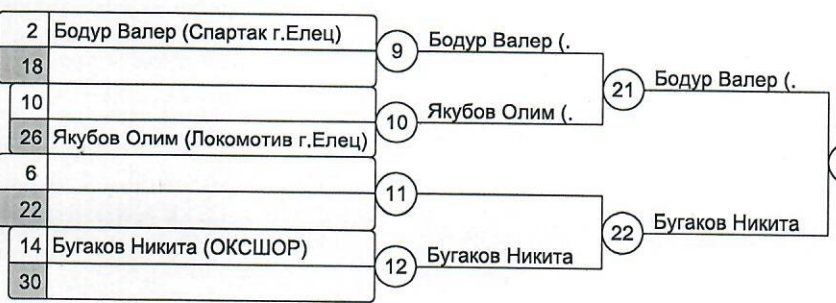 2 Бодур Валер (Спартак г.Елец)
18
9 Бодур Валер (.
10
26 Якубов Олим (Локомотив г.Елец)
10 Якубов Олим (.
21 Бодур Валер (.
6
22
11
14 Бугаков Никита (ОКСШОР)
30
12 Бугаков Никита
22 Бугаков Никита